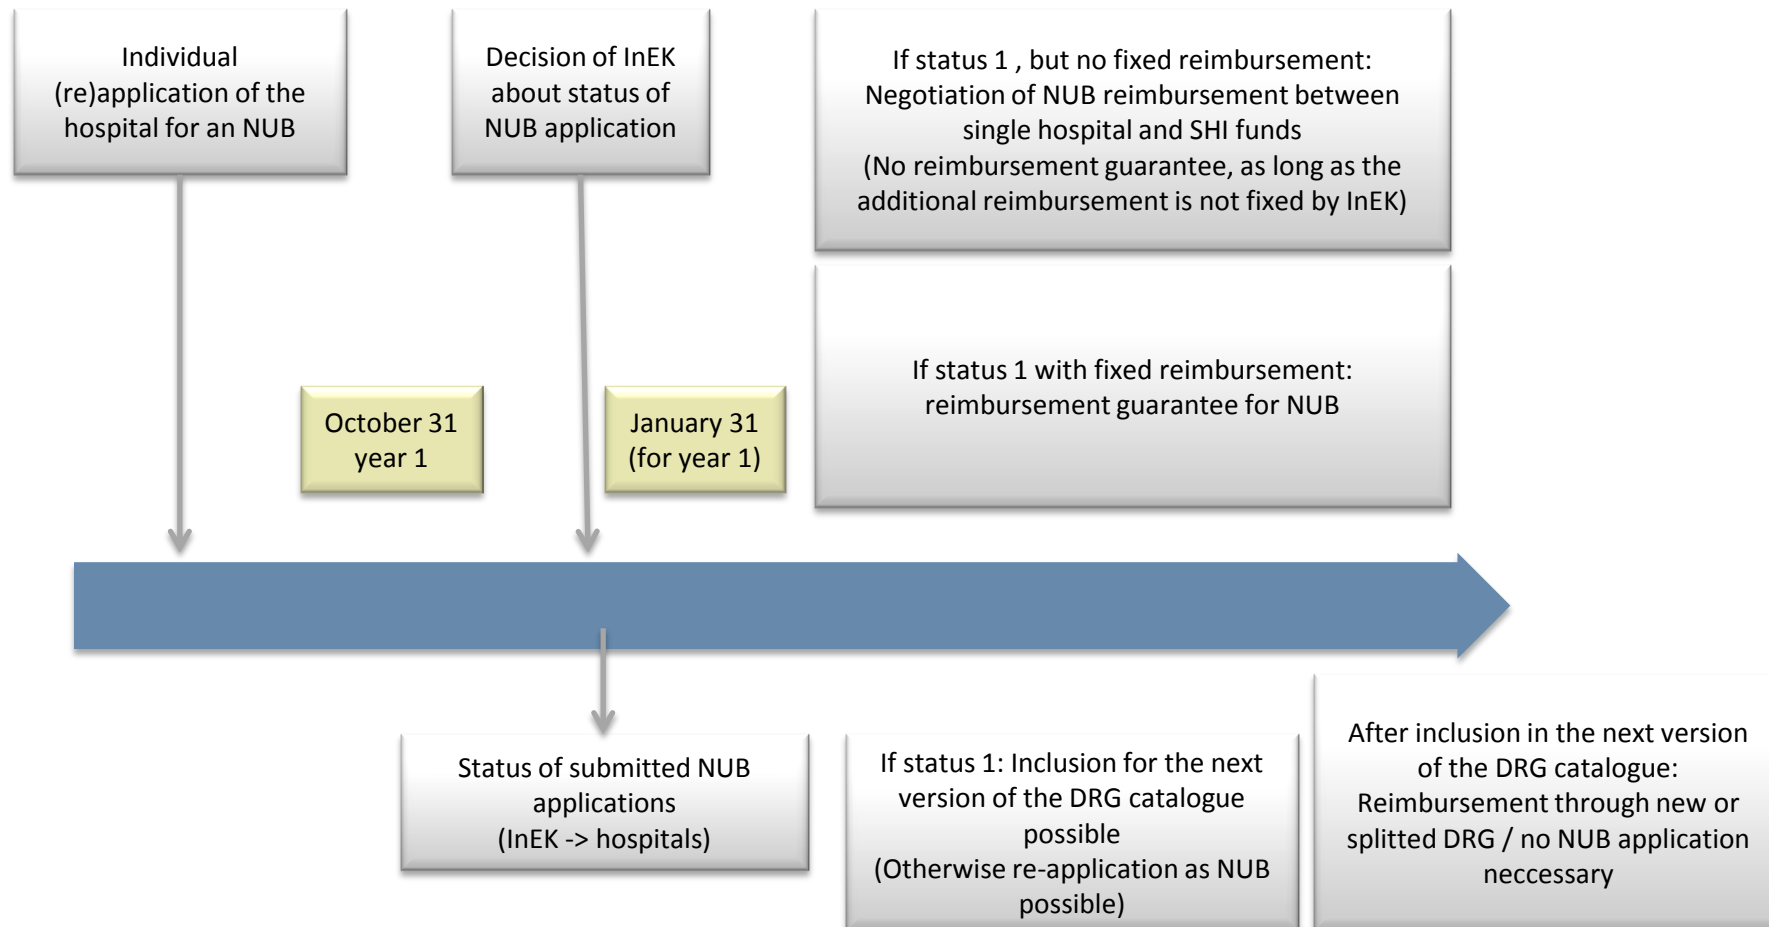 Individual
(re)application of the
hospital for an NUB
Decision of InEK
about status of
NUB application
If status 1 , but no fixed reimbursement:
Negotiation of NUB reimbursement between
single hospital and SHI funds
(No reimbursement guarantee, as long as the
additional reimbursement is not fixed by InEK)
If status 1 with fixed reimbursement:
reimbursement guarantee for NUB
October 31
year 1
January 31
(for year 1)
Status of submitted NUB
applications
(InEK -> hospitals)
If status 1: Inclusion for the next
version of the DRG catalogue
possible
(Otherwise re-application as NUB
possible)
After inclusion in the next version
of the DRG catalogue:
Reimbursement through new or
splitted DRG / no NUB application
neccessary